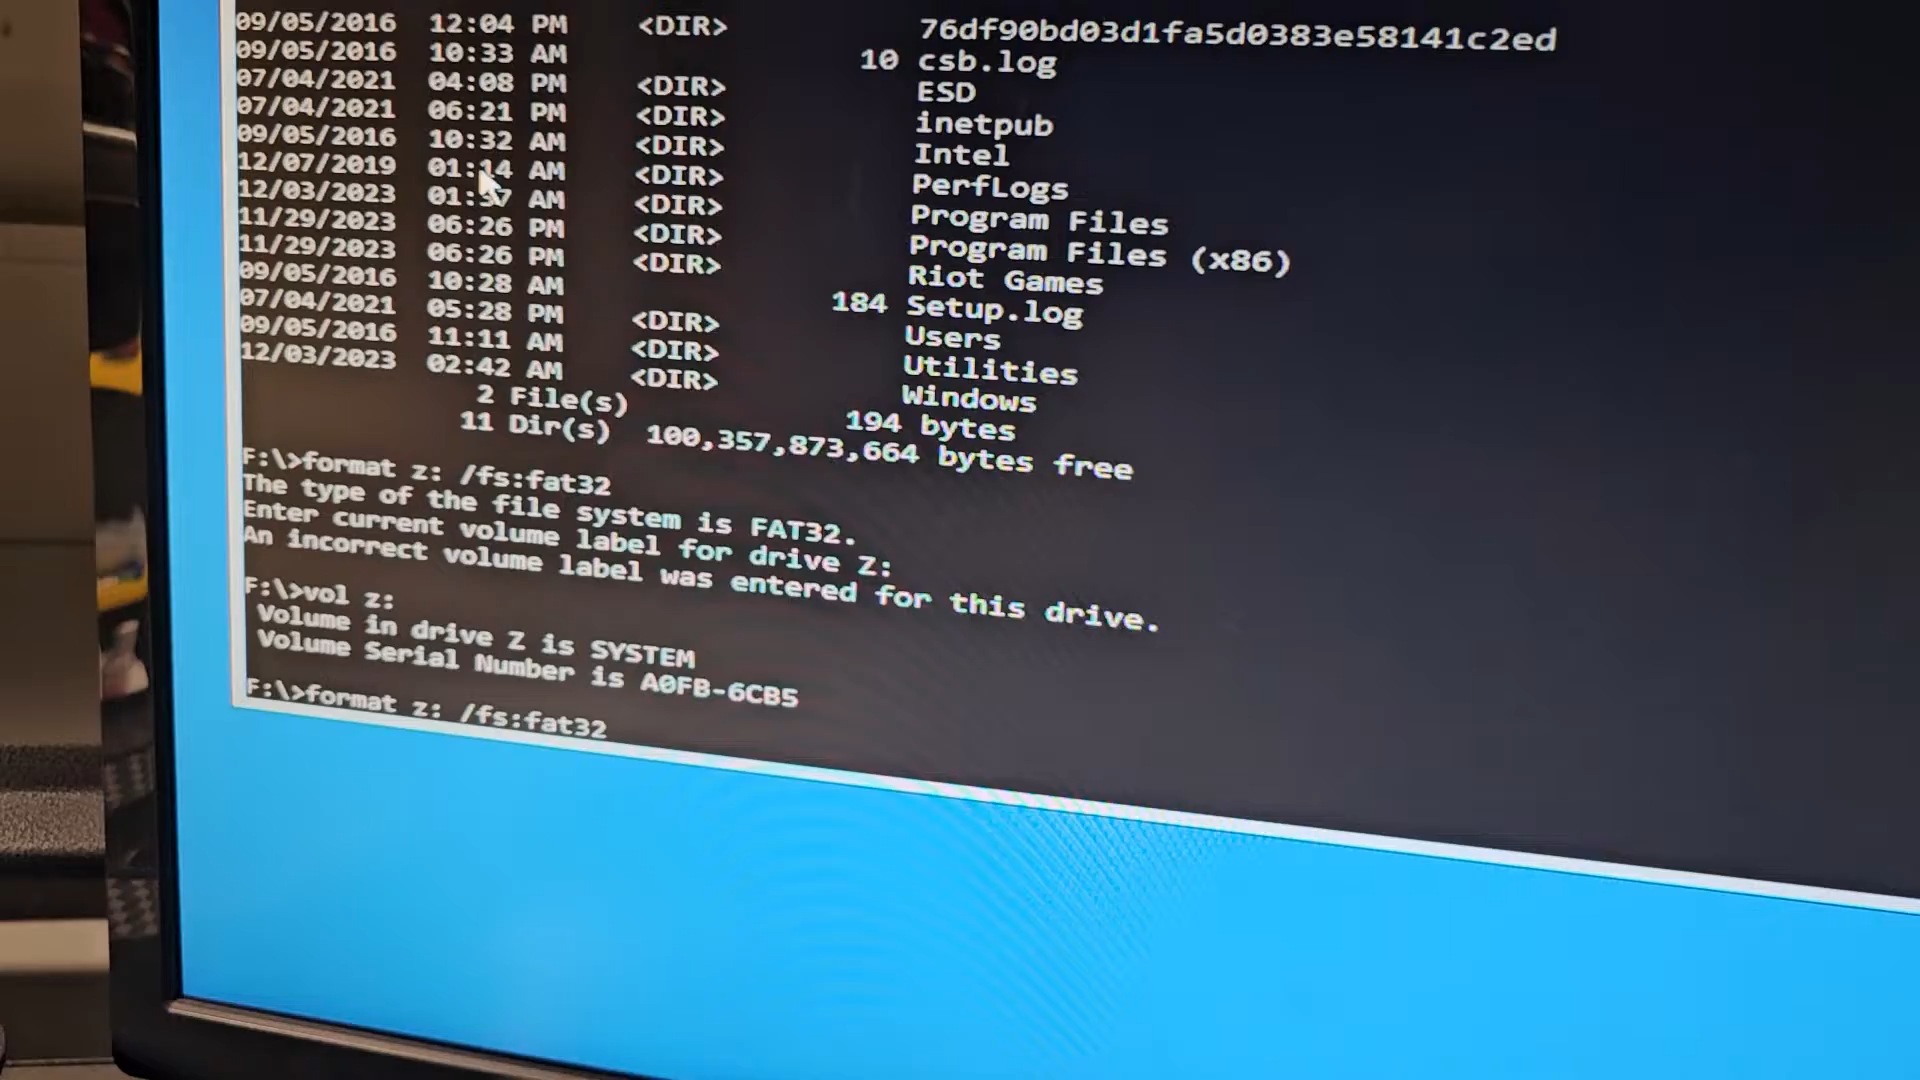 09/05/2016 12:04 PM <DIR> 76df90bd03d1fa5d0383e58141c2ed
09/05/2016 10:33 AM 10 csb.log
07/04/2021 04:08 PM <DIR> ESD
07/04/2021 06:21 PM <DIR> inetpub
09/05/2016 10:32 AM <DIR> Intel
12/07/2019 01:14 AM <DIR> PerfLogs
12/03/2023 01:37 AM <DIR> Program Files
11/29/2023 06:26 PM <DIR> Program Files (x86)
11/29/2023 06:26 PM <DIR> Riot Games
09/05/2016 10:28 AM 184 Setup.log
07/04/2021 05:28 PM <DIR> Users
09/05/2016 11:11 AM <DIR> Utilities
12/03/2023 02:42 AM <DIR> Windows
2 File(s) 194 bytes
11 Dir(s) 100,357,873,664 bytes free
F:\>format z: /fs:fat32
The type of the file system is FAT32.
Enter current volume label for drive Z:
An incorrect volume label was entered for this drive.
F:\>vol z:
Volume in drive Z is SYSTEM
Volume Serial Number is A0FB-6CB5
F:\>format z: /fs:fat32